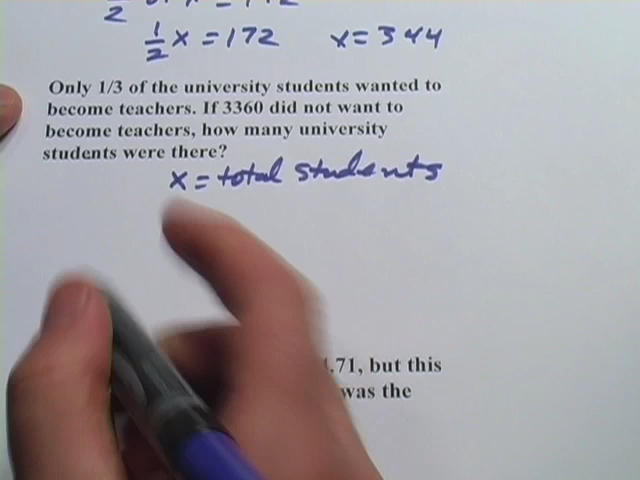 1/2 x = 172 x = 344
Only 1/3 of the university students wanted to
become teachers. If 3360 did not want to
become teachers, how many university
students were there?
x = total students
.71, but this
was the